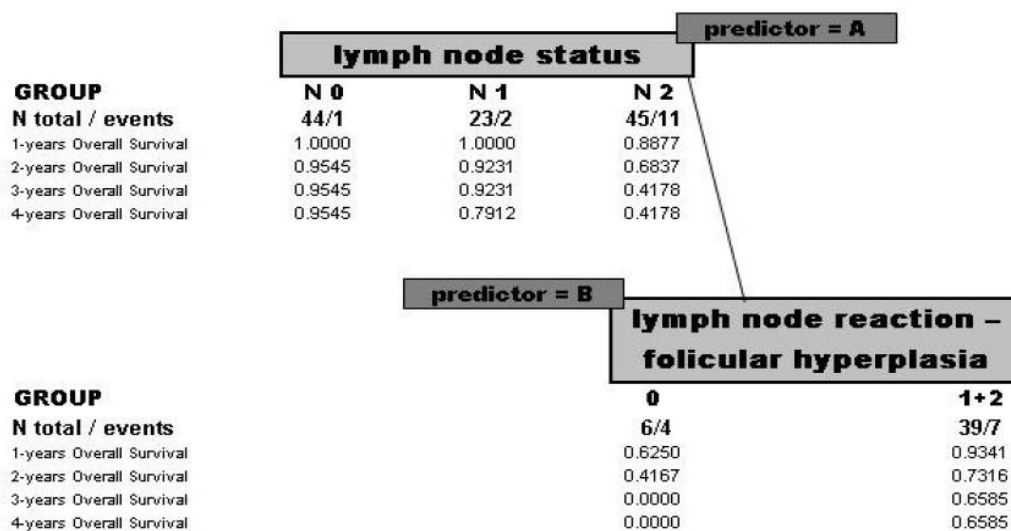 predictor = A
lymph node status
GROUP N 0 N 1 N 2
N total / events 44/1 23/2 45/11
1-years Overall Survival 1.0000 1.0000 0.8877
2-years Overall Survival 0.9545 0.9231 0.6837
3-years Overall Survival 0.9545 0.9231 0.4178
4-years Overall Survival 0.9545 0.7912 0.4178
predictor = B
lymph node reaction –
folicular hyperplasia
GROUP 0 1+2
N total / events 6/4 39/7
1-years Overall Survival 0.6250 0.9341
2-years Overall Survival 0.4167 0.7316
3-years Overall Survival 0.0000 0.6585
4-years Overall Survival 0.0000 0.6585